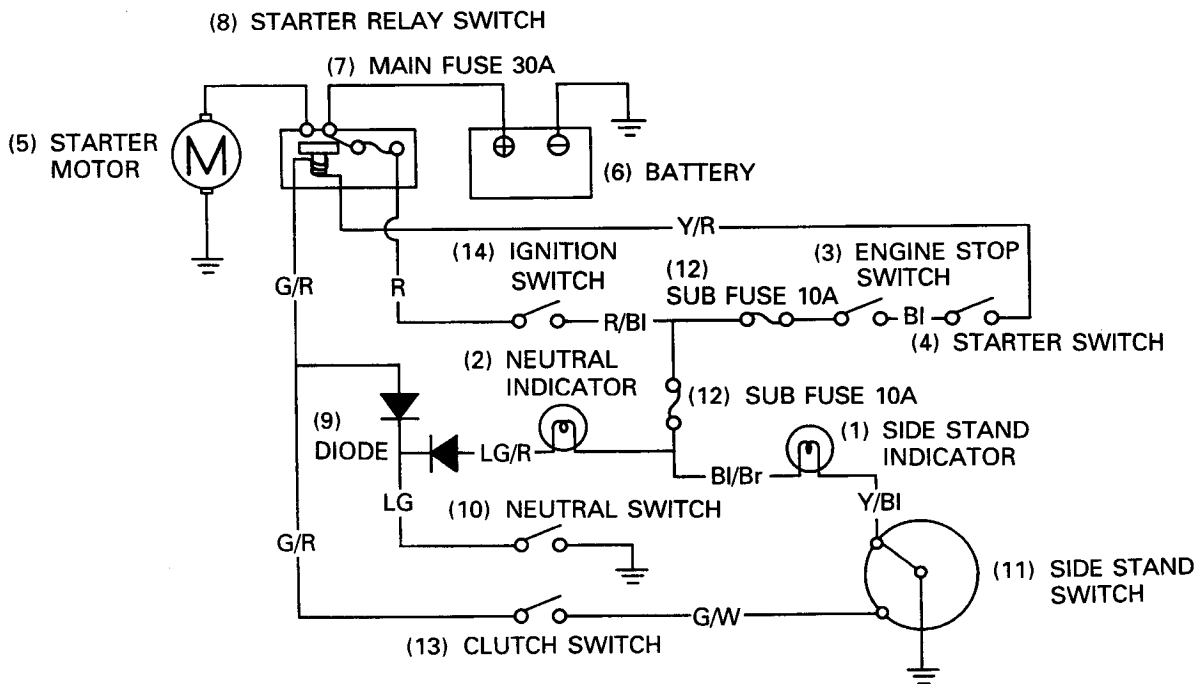 (8) STARTER RELAY SWITCH
(7) MAIN FUSE 30A
(5) STARTER
MOTOR
M
(6) BATTERY
Y/R
(14) IGNITION
SWITCH
(12)
SUB FUSE 10A
(3) ENGINE STOP
SWITCH
G/R
R
R/Bl
Bl
(4) STARTER SWITCH
(2) NEUTRAL
INDICATOR
(12) SUB FUSE 10A
(9)
DIODE
LG/R
(1) SIDE STAND
INDICATOR
Bl/Br
LG
(10) NEUTRAL SWITCH
Y/Bl
G/R
(11) SIDE STAND
SWITCH
G/W
(13) CLUTCH SWITCH